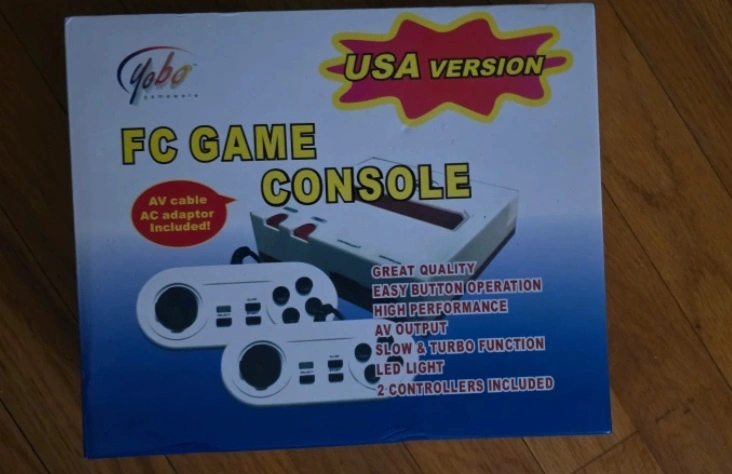 Yobo
gameware
USA VERSION
FC GAME
CONSOLE
AV cable
AC adaptor
Included!
GREAT QUALITY
EASY BUTTON OPERATION
HIGH PERFORMANCE
AV OUTPUT
SLOW & TURBO FUNCTION
LED LIGHT
2 CONTROLLERS INCLUDED